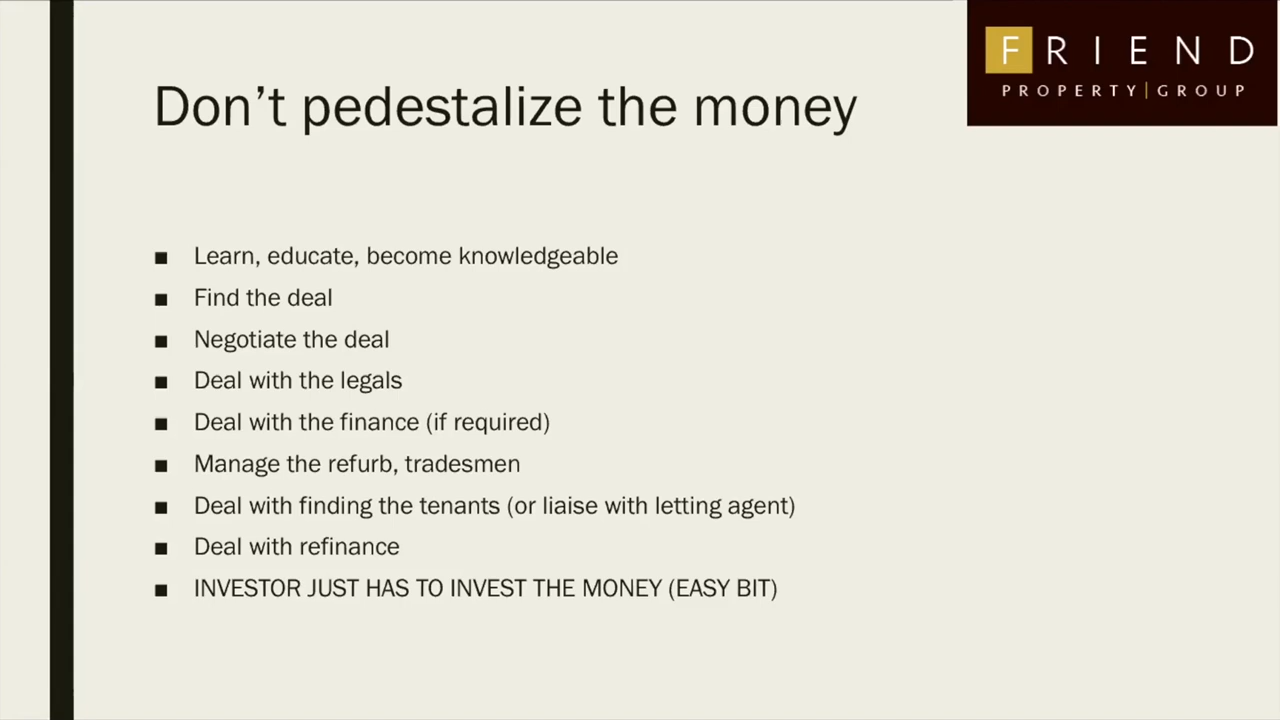 FRIEND
PROPERTY|GROUP
Don’t pedestalize the money
■ Learn, educate, become knowledgeable
■ Find the deal
■ Negotiate the deal
■ Deal with the legals
■ Deal with the finance (if required)
■ Manage the refurb, tradesmen
■ Deal with finding the tenants (or liaise with letting agent)
■ Deal with refinance
■ INVESTOR JUST HAS TO INVEST THE MONEY (EASY BIT)